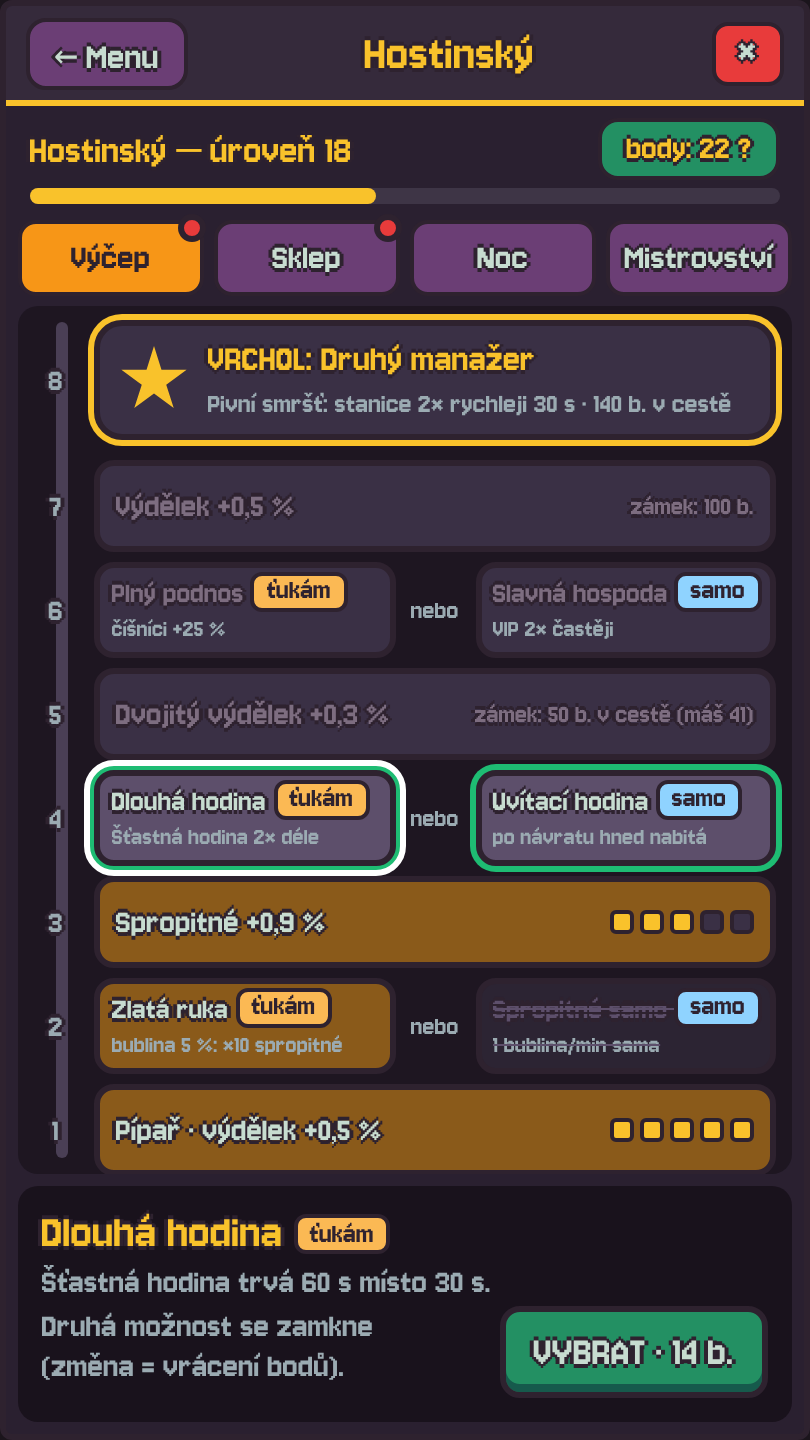 ← Menu
Hostinský
×
Hostinský — úroveň 18
body: 22 ?
Výčep
Sklep
Noc
Mistrovství
8
VRCHOL: Druhý manažer
Pivní smršť: stanice 2× rychleji 30 s · 140 b. v cestě
7
Výdělek +0,5 %
zámek: 100 b.
6
Plný podnos ťukám
číšníci +25 %
nebo
Slavná hospoda samo
VIP 2× častěji
5
Dvojitý výdělek +0,3 %
zámek: 50 b. v cestě (máš 41)
4
Dlouhá hodina ťukám
Šťastná hodina 2× déle
nebo
Uvítací hodina samo
po návratu hned nabitá
3
Spropitné +0,9 %
2
Zlatá ruka ťukám
bublina 5 %: ×10 spropitné
nebo
Spropitné samo samo
1 bublina/min sama
1
Pípař · výdělek +0,5 %
Dlouhá hodina ťukám
Šťastná hodina trvá 60 s místo 30 s.
Druhá možnost se zamkne
(změna = vrácení bodů).
VYBRAT · 14 b.